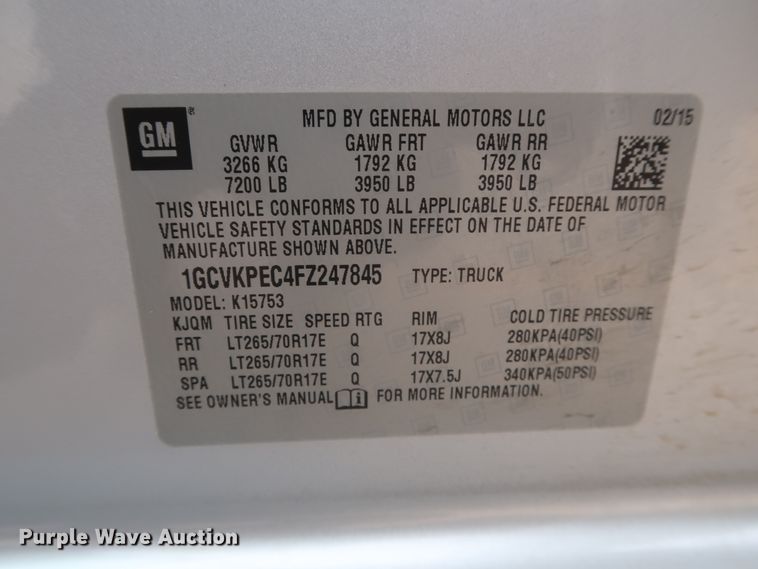 GM
MFD BY GENERAL MOTORS LLC 02/15
GVWR GAWR FRT GAWR RR
3266 KG 1792 KG 1792 KG
7200 LB 3950 LB 3950 LB
THIS VEHICLE CONFORMS TO ALL APPLICABLE U.S. FEDERAL MOTOR
VEHICLE SAFETY STANDARDS IN EFFECT ON THE DATE OF
MANUFACTURE SHOWN ABOVE.
1GCVKPEC4FZ247845 TYPE: TRUCK
MODEL: K15753
KJQM TIRE SIZE SPEED RTG RIM COLD TIRE PRESSURE
FRT LT265/70R17E Q 17X8J 280KPA(40PSI)
RR LT265/70R17E Q 17X8J 280KPA(40PSI)
SPA LT265/70R17E Q 17X7.5J 340KPA(50PSI)
SEE OWNER'S MANUAL i FOR MORE INFORMATION.
Purple Wave Auction